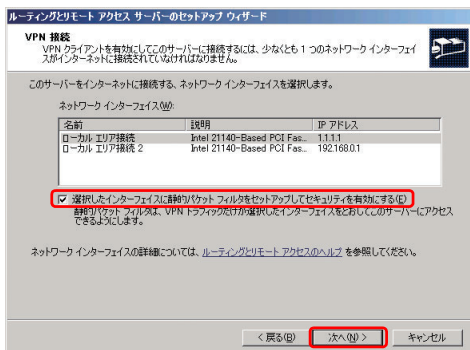 ルーティングとリモート アクセス サーバーのセットアップ ウィザード
VPN 接続
VPN クライアントを有効にしてこのサーバーに接続するには、少なくとも 1 つのネットワーク インターフェイ
スがインターネットに接続されていなければなりません。
このサーバーをインターネットに接続する、ネットワーク インターフェイスを選択します。
ネットワーク インターフェイス(W):
名前 説明 IP アドレス
ローカル エリア接続 Intel 21140-Based PCI Fas... 1.1.1.1
ローカル エリア接続 2 Intel 21140-Based PCI Fas... 192.168.0.1
選択したインターフェイスに静的パケット フィルタをセットアップしてセキュリティを有効にする(E)
静的パケット フィルタは、VPN トラフィックだけが選択したインターフェイスをとおしてこのサーバーにアクセス
できるようにします。
ネットワーク インターフェイスの詳細については、ルーティングとリモート アクセスのヘルプ を参照してください。
< 戻る(B) 次へ(N) > キャンセル